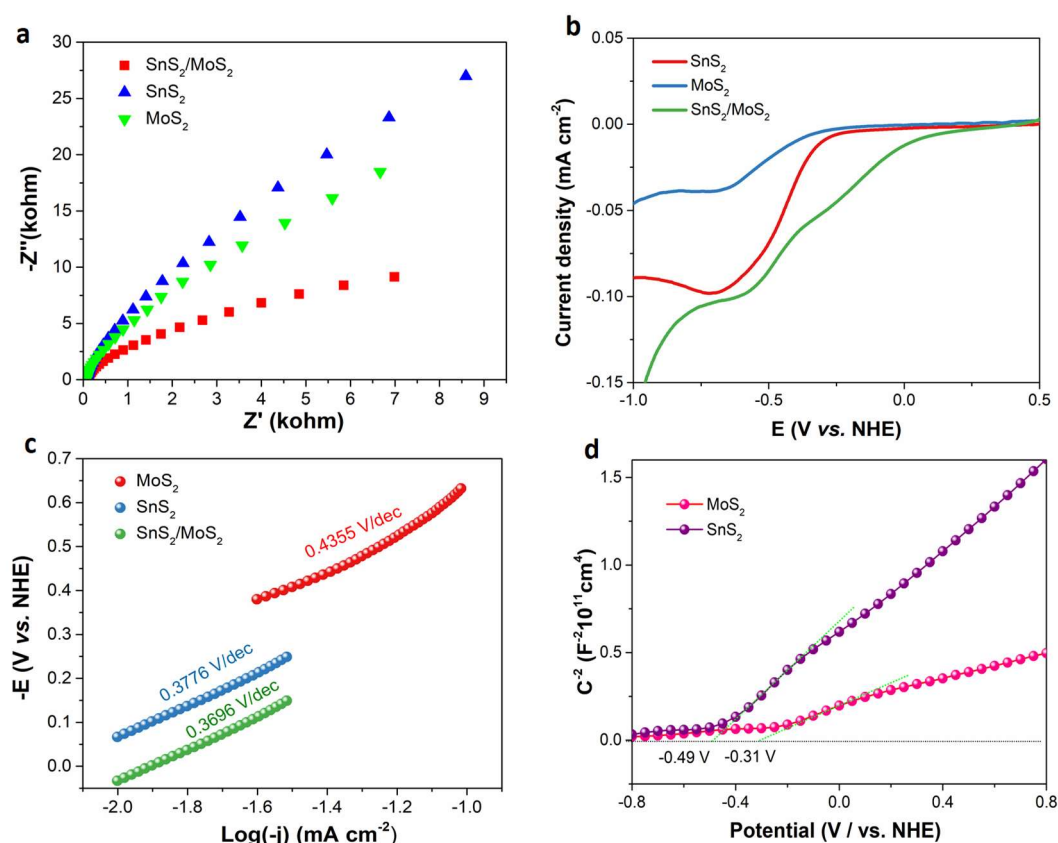 a
30
25
20
15
10
5
0
-Z''(kohm)
SnS₂/MoS₂
SnS₂
MoS₂
0 1 2 3 4 5 6 7 8 9
Z' (kohm)
b
0.05
0.00
-0.05
-0.10
-0.15
Current density (mA cm⁻²)
SnS₂
MoS₂
SnS₂/MoS₂
-1.0 -0.5 0.0 0.5
E (V vs. NHE)
c
0.7
0.6
0.5
0.4
0.3
0.2
0.1
0.0
-E (V vs. NHE)
MoS₂
SnS₂
SnS₂/MoS₂
0.4355 V/dec
0.3776 V/dec
0.3696 V/dec
-2.0 -1.8 -1.6 -1.4 -1.2 -1.0
Log(-j) (mA cm⁻²)
d
1.5
1.0
0.5
0.0
C⁻² (F⁻²10¹¹cm⁴)
MoS₂
SnS₂
-0.49 V
-0.31 V
-0.8 -0.4 0.0 0.4 0.8
Potential (V / vs. NHE)